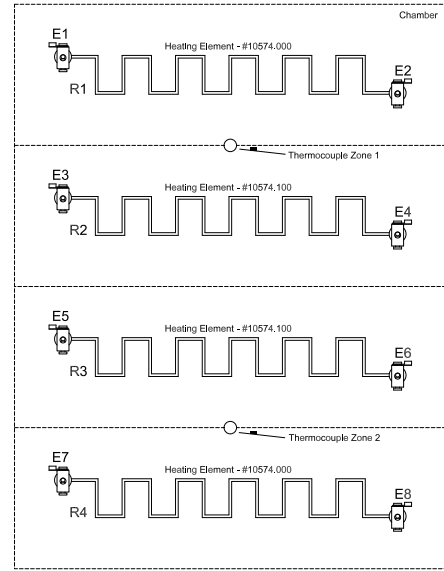 Chamber
E1
Heating Element - #10574.000
E2
R1
Thermocouple Zone 1
E3
Heating Element - #10574.100
E4
R2
E5
Heating Element - #10574.100
E6
R3
Thermocouple Zone 2
E7
Heating Element - #10574.000
E8
R4